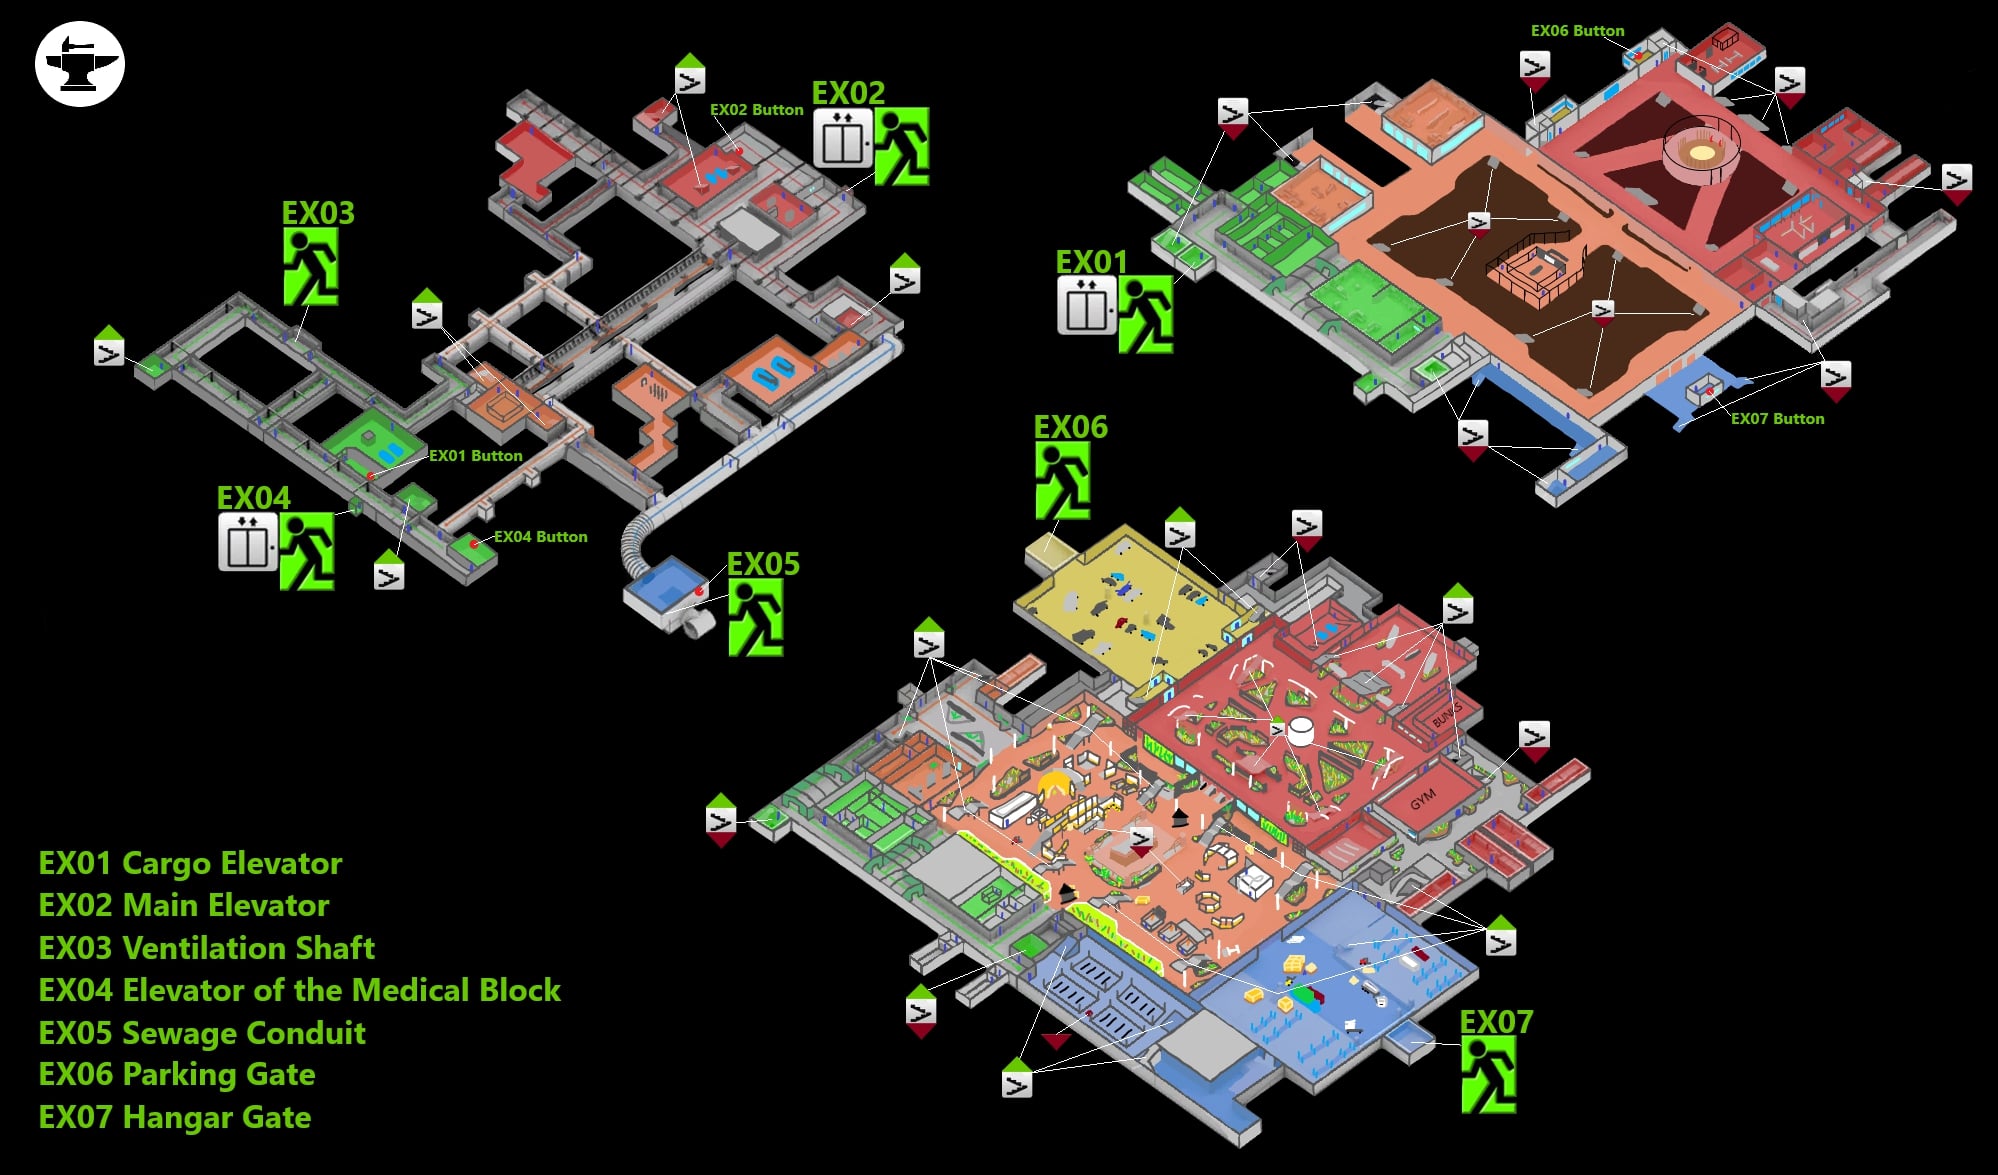 EX06 Button
EX02
EX02 Button
EX03
EX01
EX07 Button
EX06
EX01 Button
EX04
EX04 Button
EX05
BUNKS
GYM
EX07
EX01 Cargo Elevator
EX02 Main Elevator
EX03 Ventilation Shaft
EX04 Elevator of the Medical Block
EX05 Sewage Conduit
EX06 Parking Gate
EX07 Hangar Gate